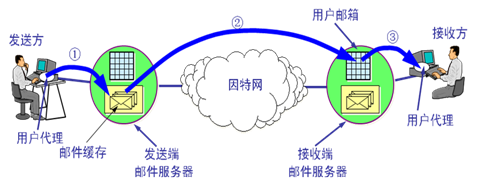 用户邮箱
发送方
①
②
③
接收方
因特网
用户代理
用户代理
邮件缓存
发送端
邮件服务器
接收端
邮件服务器